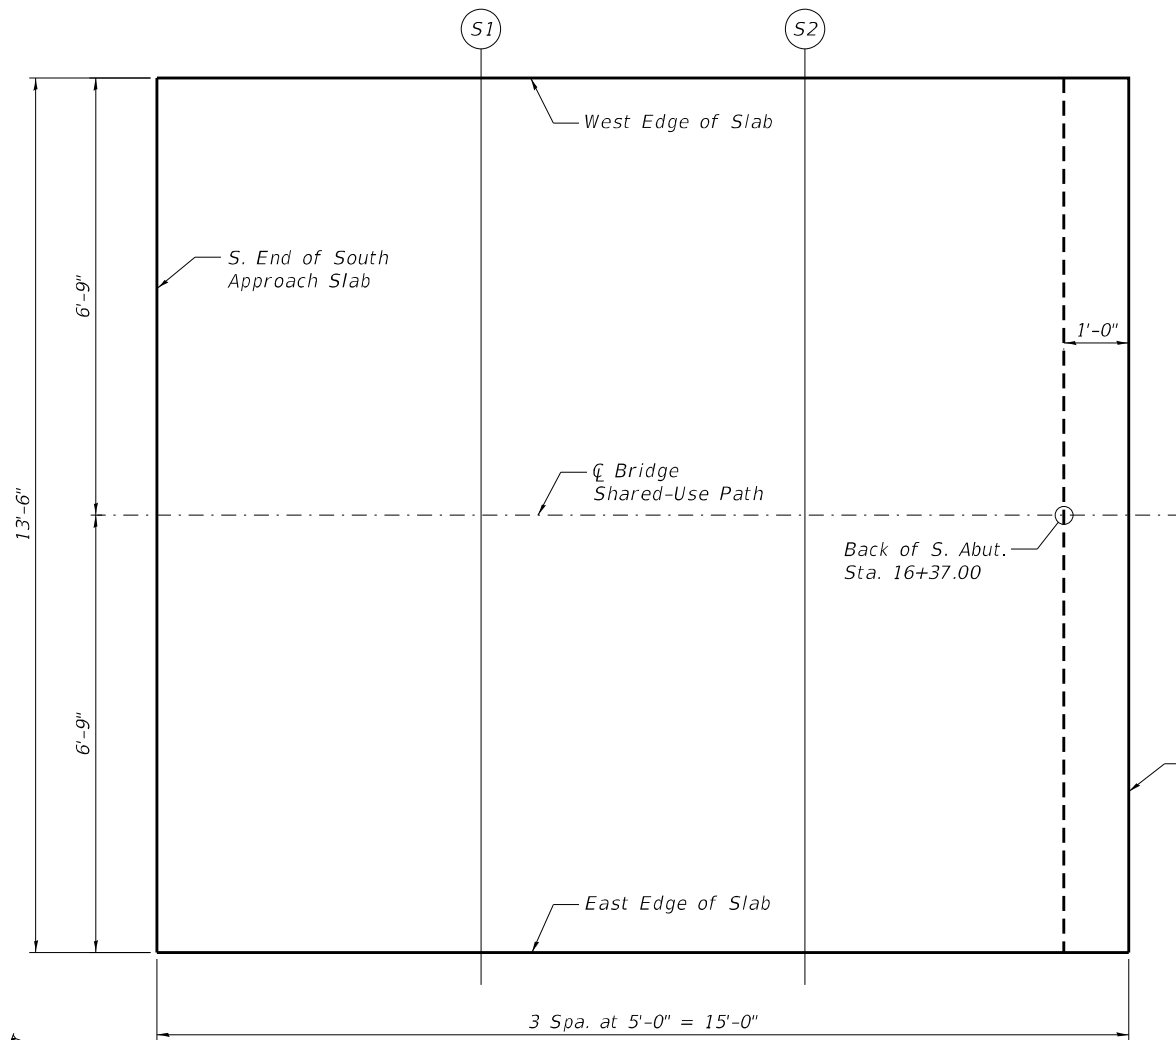 S1
S2
West Edge of Slab
S. End of South
Approach Slab
6'-9"
1'-0"
℄ Bridge
Shared-Use Path
13'-6"
Back of S. Abut.
Sta. 16+37.00
6'-9"
East Edge of Slab
3 Spa. at 5'-0" = 15'-0"